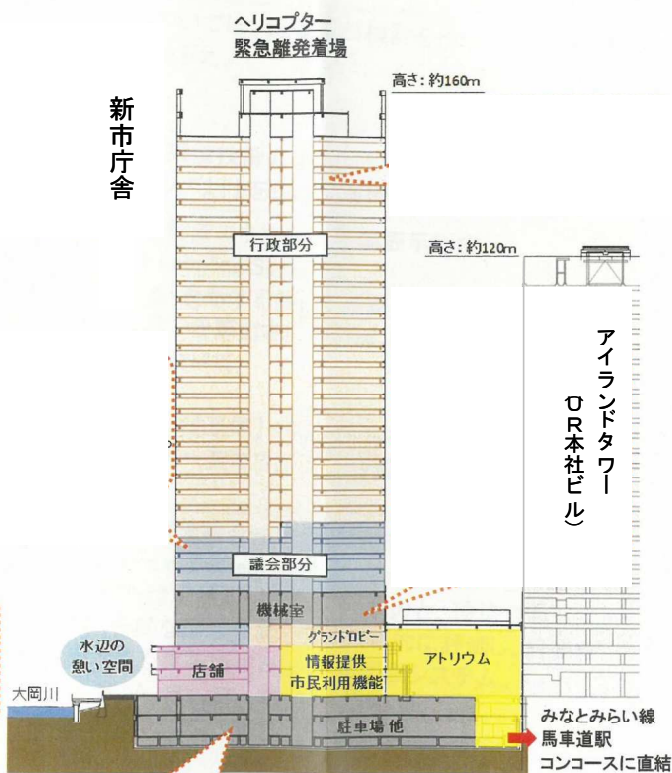 ヘリコプター
緊急離発着場
高さ：約160m
新市庁舎
行政部分
高さ：約120m
アイランドタワー
（UR本社ビル）
議会部分
機械室
グランドロビー
水辺の
憩い空間
店舗
情報提供
市民利用機能
アトリウム
大岡川
駐車場他
みなとみらい線
馬車道駅
コンコースに直結